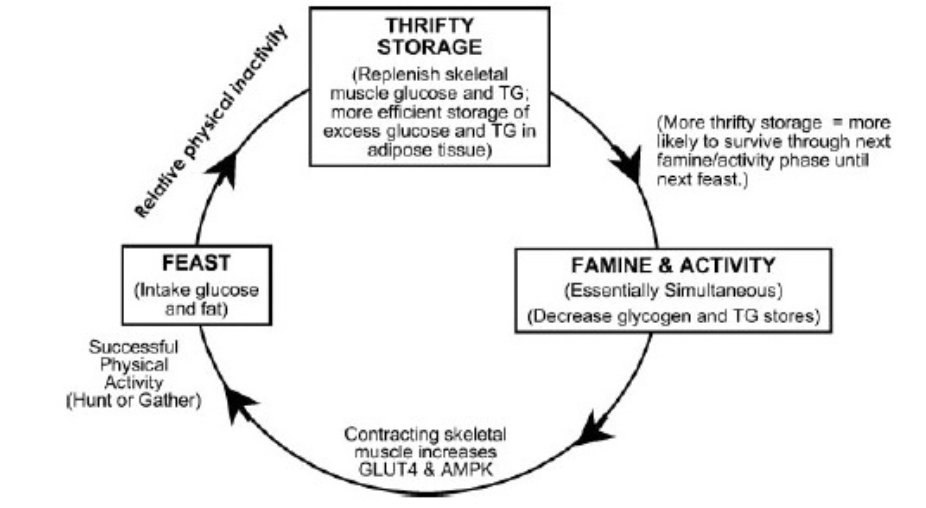 THRIFTY
STORAGE
(Replenish skeletal
muscle glucose and TG;
more efficient storage of
excess glucose and TG in
adipose tissue)
Relative physical inactivity
(More thrifty storage = more
likely to survive through next
famine/activity phase until
next feast.)
FEAST
(Intake glucose
and fat)
FAMINE & ACTIVITY
(Essentially Simultaneous)
(Decrease glycogen and TG stores)
Successful
Physical
Activity
(Hunt or Gather)
Contracting skeletal
muscle increases
GLUT4 & AMPK